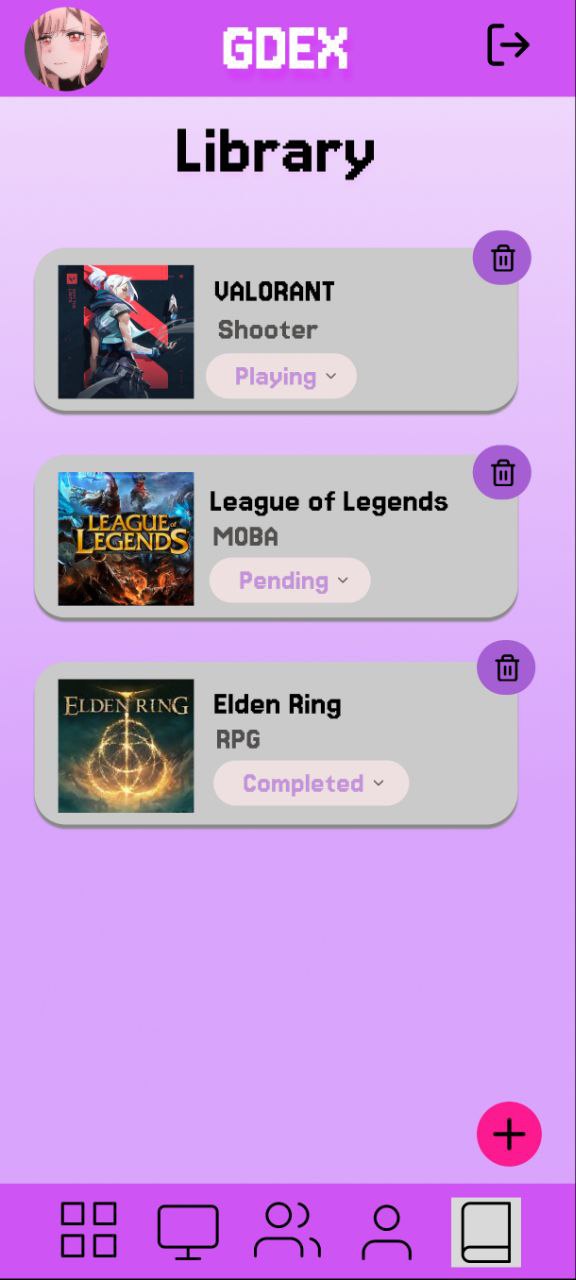 GDEX
Library
VALORANT
Shooter
Playing
LEAGUE of
LEGENDS
League of Legends
MOBA
Pending
ELDEN RING
Elden Ring
RPG
Completed